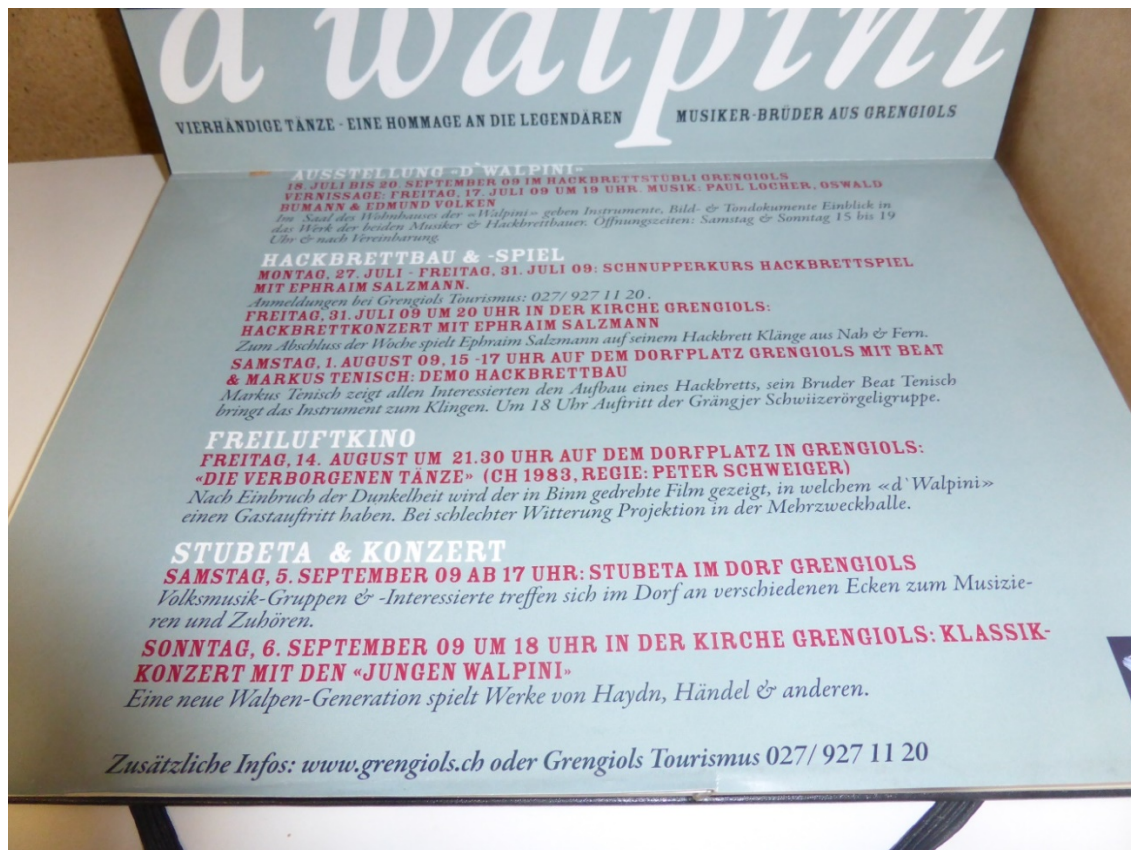 d'walpini
VIERHÄNDIGE TÄNZE - EINE HOMMAGE AN DIE LEGENDÄREN MUSIKER-BRÜDER AUS GRENGIOLS
AUSSTELLUNG «D`WALPINI»
18. JULI BIS 20. SEPTEMBER 09 IM HACKBRETTSTÜBLI GRENGIOLS
VERNISSAGE: FREITAG, 17. JULI 09 UM 19 UHR. MUSIK: PAUL LOCHER, OSWALD
BUMANN & EDMUND VOLKEN
Im Saal des Wohnhauses der «Walpini» geben Instrumente, Bild- & Tondokumente Einblick in
das Werk der beiden Musiker & Hackbrettbauer. Öffnungszeiten: Samstag & Sonntag 15 bis 19
Uhr & nach Vereinbarung.
HACKBRETTBAU & -SPIEL
MONTAG, 27. JULI - FREITAG, 31. JULI 09: SCHNUPPERKURS HACKBRETTSPIEL
MIT EPHRAIM SALZMANN.
Anmeldungen bei Grengiols Tourismus: 027/ 927 11 20 .
FREITAG, 31. JULI 09 UM 20 UHR IN DER KIRCHE GRENGIOLS:
HACKBRETTKONZERT MIT EPHRAIM SALZMANN
Zum Abschluss der Woche spielt Ephraim Salzmann auf seinem Hackbrett Klänge aus Nah & Fern.
SAMSTAG, 1. AUGUST 09, 15 -17 UHR AUF DEM DORFPLATZ GRENGIOLS MIT BEAT
& MARKUS TENISCH: DEMO HACKBRETTBAU
Markus Tenisch zeigt allen Interessierten den Aufbau eines Hackbretts, sein Bruder Beat Tenisch
bringt das Instrument zum Klingen. Um 18 Uhr Auftritt der Grängjer Schwiizerörgeligruppe.
FREILUFTKINO
FREITAG, 14. AUGUST UM 21.30 UHR AUF DEM DORFPLATZ IN GRENGIOLS:
«DIE VERBORGENEN TÄNZE» (CH 1983, REGIE: PETER SCHWEIGER)
Nach Einbruch der Dunkelheit wird der in Binn gedrehte Film gezeigt, in welchem «d`Walpini»
einen Gastauftritt haben. Bei schlechter Witterung Projektion in der Mehrzweckhalle.
STUBETA & KONZERT
SAMSTAG, 5. SEPTEMBER 09 AB 17 UHR: STUBETA IM DORF GRENGIOLS
Volksmusik-Gruppen & -Interessierte treffen sich im Dorf an verschiedenen Ecken zum Musizie-
ren und Zuhören.
SONNTAG, 6. SEPTEMBER 09 UM 18 UHR IN DER KIRCHE GRENGIOLS: KLASSIK-
KONZERT MIT DEN «JUNGEN WALPINI»
Eine neue Walpen-Generation spielt Werke von Haydn, Händel & anderen.
Zusätzliche Infos: www.grengiols.ch oder Grengiols Tourismus 027/ 927 11 20